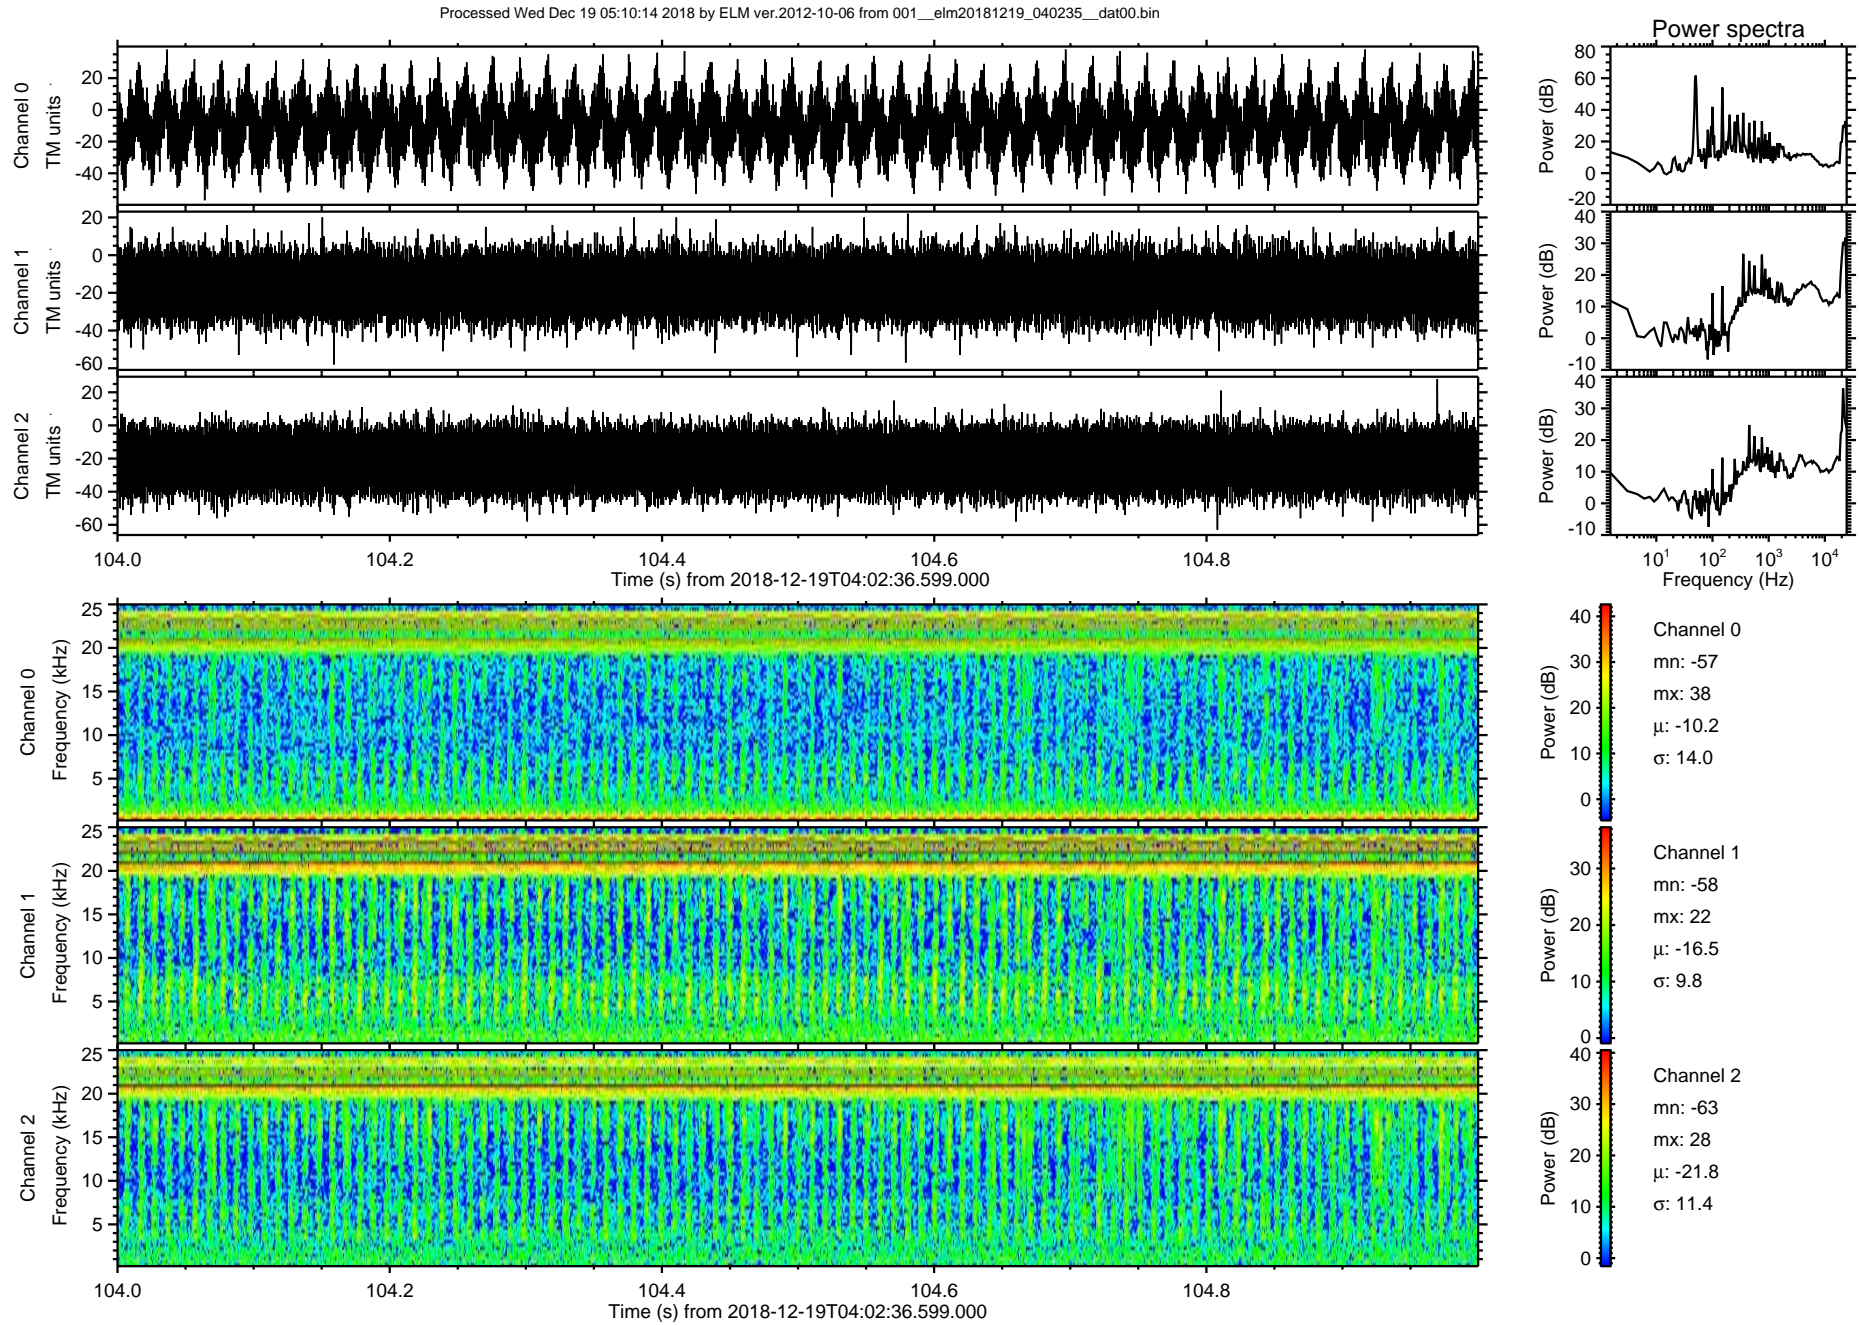 Processed Wed Dec 19 05:10:14 2018 by ELM ver.2012-10-06 from 001__elm20181219_040235__dat00.bin
Power spectra
Channel 0
TM units
20
0
-20
-40
Power (dB)
80
60
40
20
0
-20
Channel 1
TM units
20
0
-20
-40
-60
Power (dB)
40
30
20
10
0
-10
Channel 2
TM units
20
0
-20
-40
-60
Power (dB)
40
30
20
10
0
-10
104.0 104.2 104.4 104.6 104.8
Time (s) from 2018-12-19T04:02:36.599.000
10¹ 10² 10³ 10⁴
Frequency (Hz)
Channel 0
Frequency (kHz)
25
20
15
10
5
Power (dB)
40
30
20
10
0
Channel 0
mn: -57
mx: 38
μ: -10.2
σ: 14.0
Channel 1
Frequency (kHz)
25
20
15
10
5
Power (dB)
30
20
10
0
Channel 1
mn: -58
mx: 22
μ: -16.5
σ: 9.8
Channel 2
Frequency (kHz)
25
20
15
10
5
Power (dB)
40
30
20
10
0
Channel 2
mn: -63
mx: 28
μ: -21.8
σ: 11.4
104.0 104.2 104.4 104.6 104.8
Time (s) from 2018-12-19T04:02:36.599.000